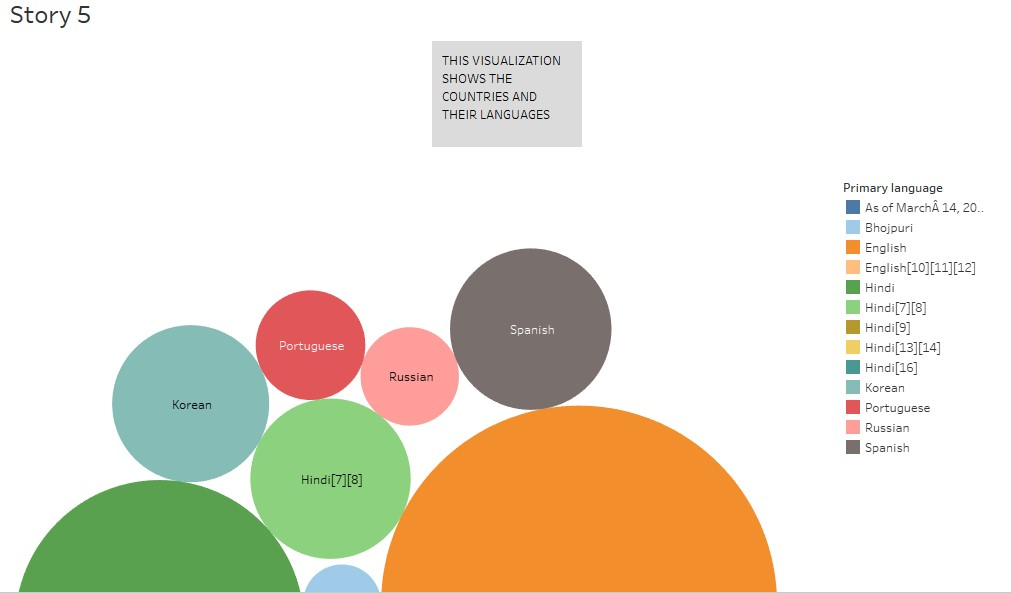 Story 5
THIS VISUALIZATION
SHOWS THE
COUNTRIES AND
THEIR LANGUAGES
Primary language
As of MarchÂ 14, 20..
Bhojpuri
English
English[10][11][12]
Hindi
Hindi[7][8]
Hindi[9]
Hindi[13][14]
Hindi[16]
Korean
Portuguese
Russian
Spanish
Spanish
Portuguese
Russian
Korean
Hindi[7][8]